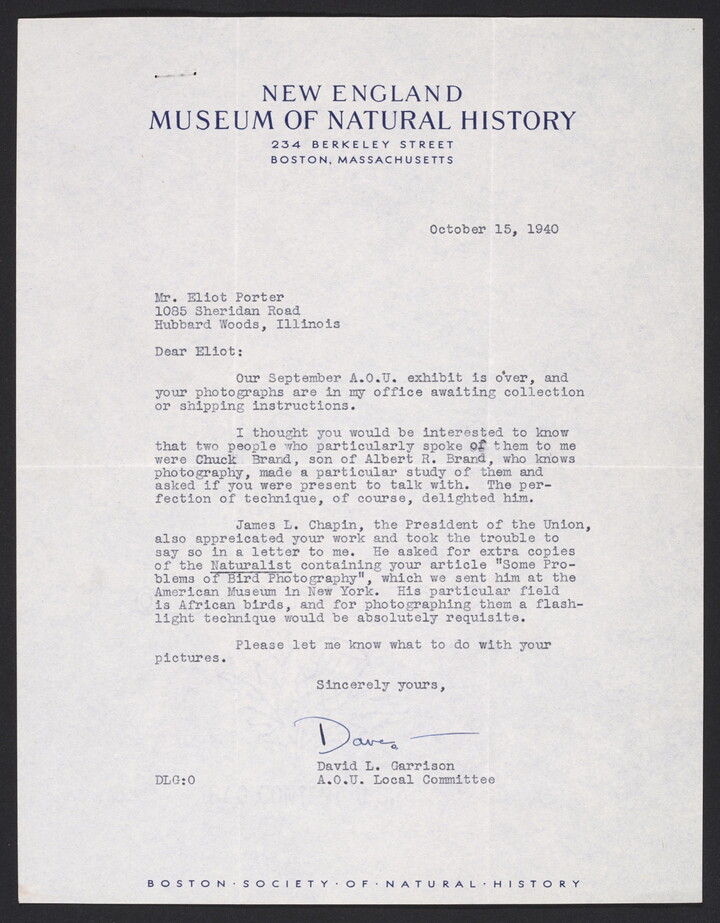 NEW ENGLAND
MUSEUM OF NATURAL HISTORY
234 BERKELEY STREET
BOSTON, MASSACHUSETTS
October 15, 1940
Mr. Eliot Porter
1085 Sheridan Road
Hubbard Woods, Illinois
Dear Eliot:
Our September A.O.U. exhibit is over, and
your photographs are in my office awaiting collection
or shipping instructions.
I thought you would be interested to know
that two people who particularly spoke of them to me
were Chuck Brand, son of Albert R. Brand, who knows
photography, made a particular study of them and
asked if you were present to talk with. The per-
fection of technique, of course, delighted him.
James L. Chapin, the President of the Union,
also appreicated your work and took the trouble to
say so in a letter to me. He asked for extra copies
of the Naturalist containing your article "Some Pro-
blems of Bird Photography", which we sent him at the
American Museum in New York. His particular field
is African birds, and for photographing them a flash-
light technique would be absolutely requisite.
Please let me know what to do with your
pictures.
Sincerely yours,
Dave
David L. Garrison
DLG:O A.O.U. Local Committee
BOSTON · SOCIETY · OF · NATURAL · HISTORY